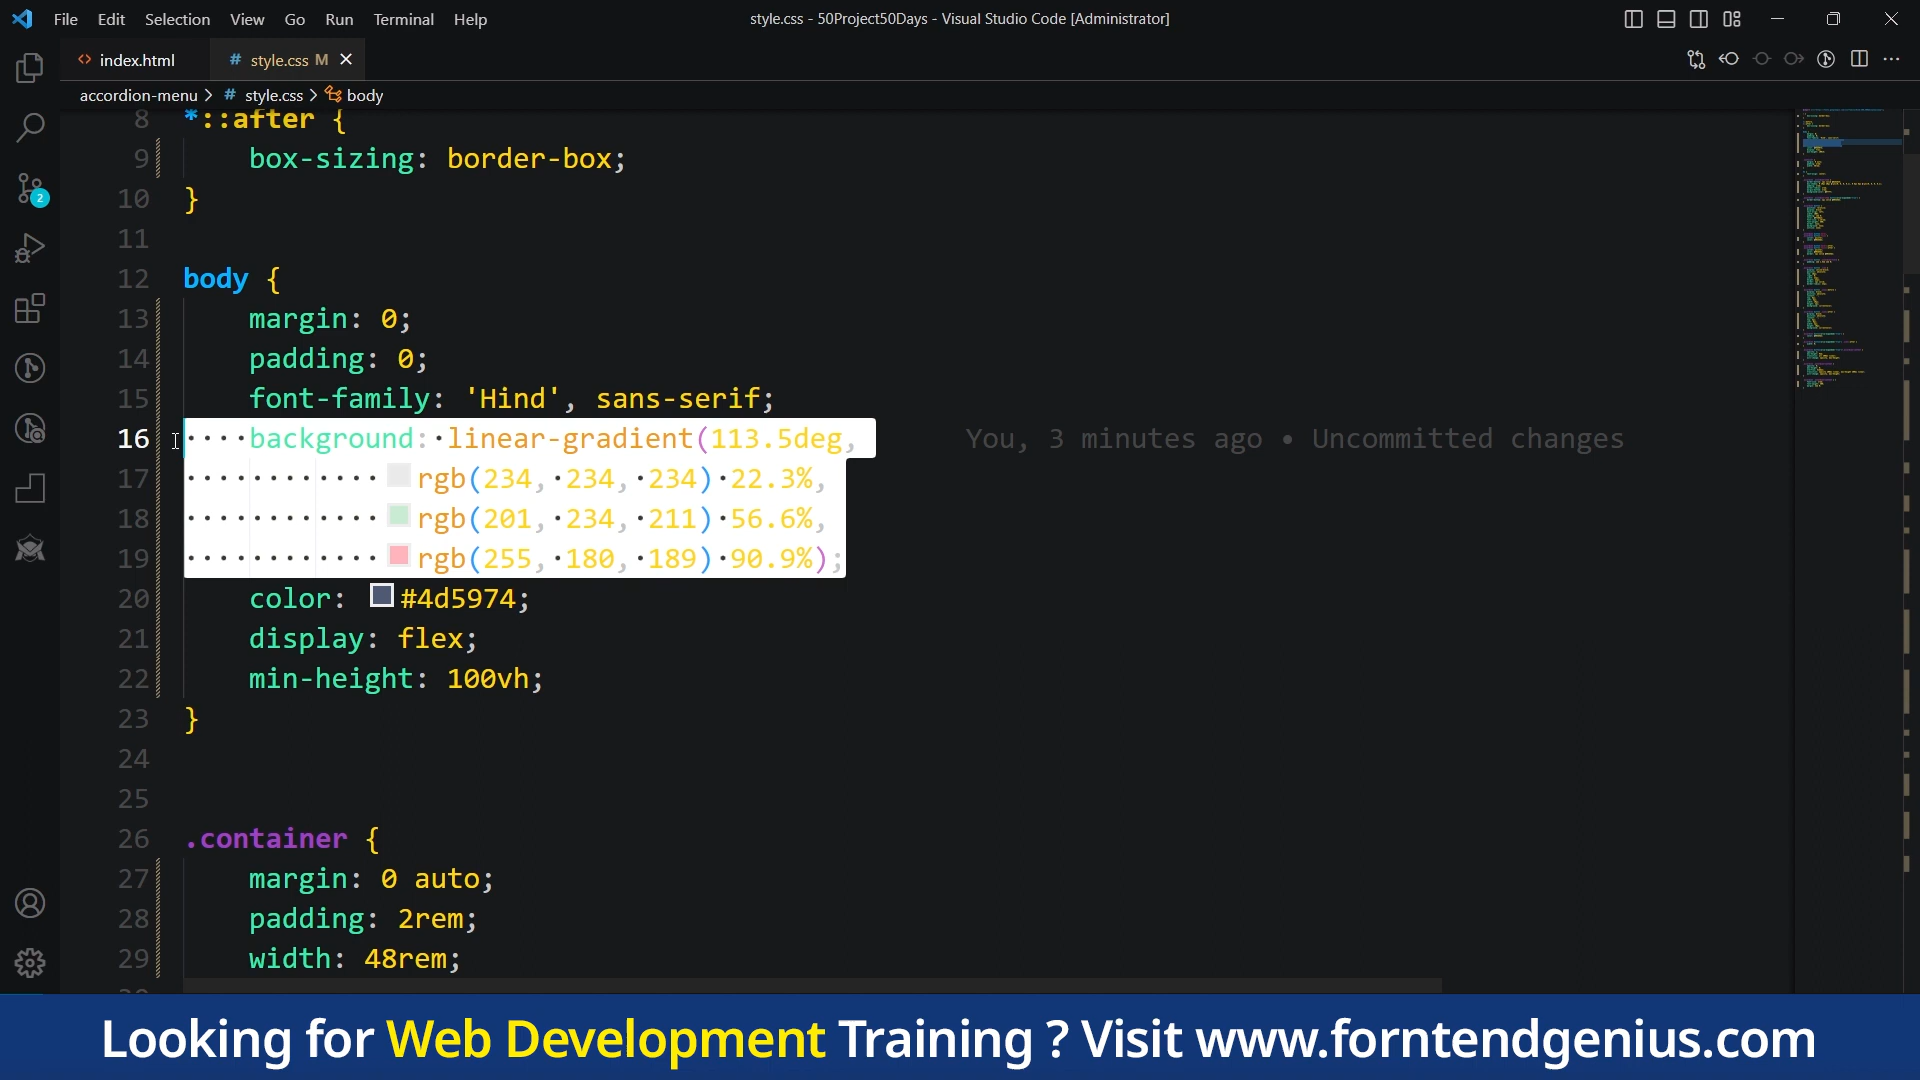 File Edit Selection View Go Run Terminal Help
style.css - 50Project50Days - Visual Studio Code [Administrator]
index.html
# style.css M
accordion-menu > # style.css > body
8 *::after {
9 box-sizing: border-box;
10 }
11
12 body {
13 margin: 0;
14 padding: 0;
15 font-family: 'Hind', sans-serif;
16 background: linear-gradient(113.5deg, You, 3 minutes ago • Uncommitted changes
17 rgb(234, 234, 234) 22.3%,
18 rgb(201, 234, 211) 56.6%,
19 rgb(255, 180, 189) 90.9%);
20 color: #4d5974;
21 display: flex;
22 min-height: 100vh;
23 }
24
25
26 .container {
27 margin: 0 auto;
28 padding: 2rem;
29 width: 48rem;
2
Looking for Web Development Training ? Visit www.forntendgenius.com